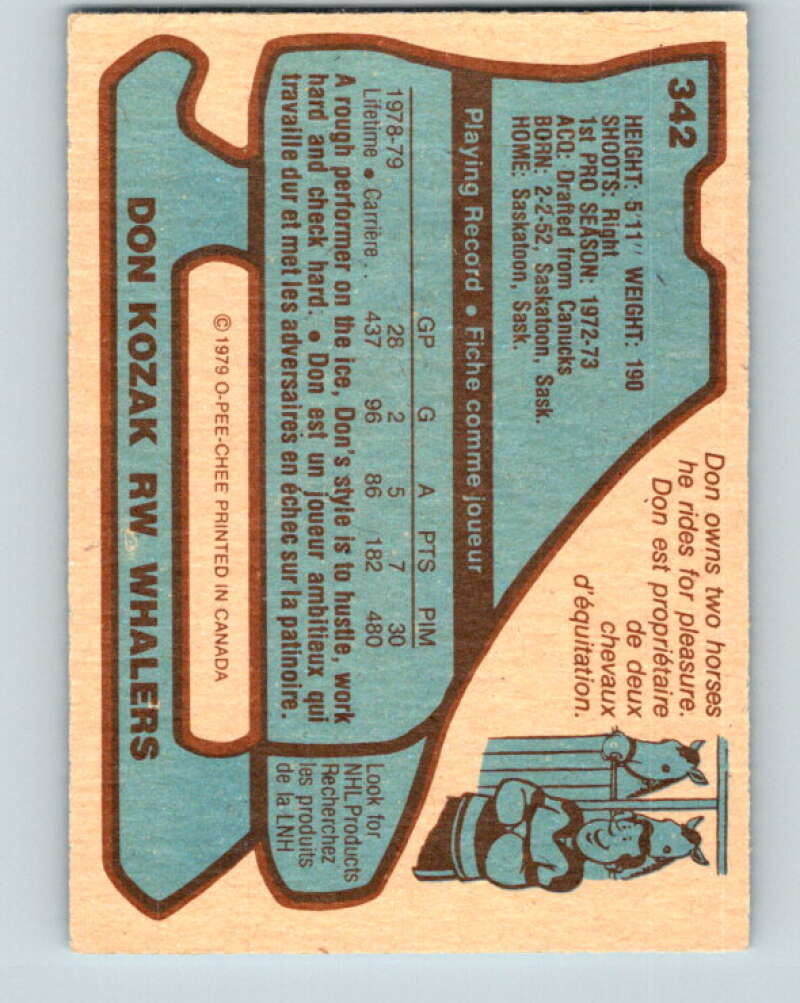 342
HEIGHT: 5'11" WEIGHT: 190
SHOOTS: Right
1st PRO SEASON: 1972-73
ACQ: Drafted from Canucks
BORN: 2-2-52, Saskatoon, Sask.
HOME: Saskatoon, Sask.
Don owns two horses
he rides for pleasure.
Don est propriétaire
de deux
chevaux
d'équitation.
Playing Record • Fiche comme joueur
GP G A PTS PIM
1978-79 28 2 5 7 30
Lifetime • Carrière . . 437 96 86 182 480
A rough performer on the ice, Don's style is to hustle, work
hard and check hard. • Don est un joueur ambitieux qui
travaille dur et met les adversaires en échec sur la patinoire.
Look for
NHL Products
Recherchez
les produits
de la LNH
© 1979 O-PEE-CHEE PRINTED IN CANADA
DON KOZAK RW WHALERS